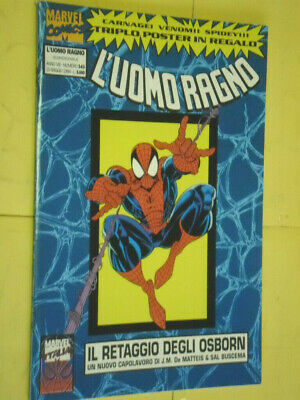 MARVEL
COMICS
CARNAGE! VENOM!! SPIDEY!!!
TRIPLO POSTER IN REGALO
L'UOMO RAGNO
L'UOMO RAGNO
MARVEL
ITALIA
IL RETAGGIO DEGLI OSBORN
UN NUOVO CAPOLAVORO DI J.M. De MATTEIS & SAL BUSCEMA